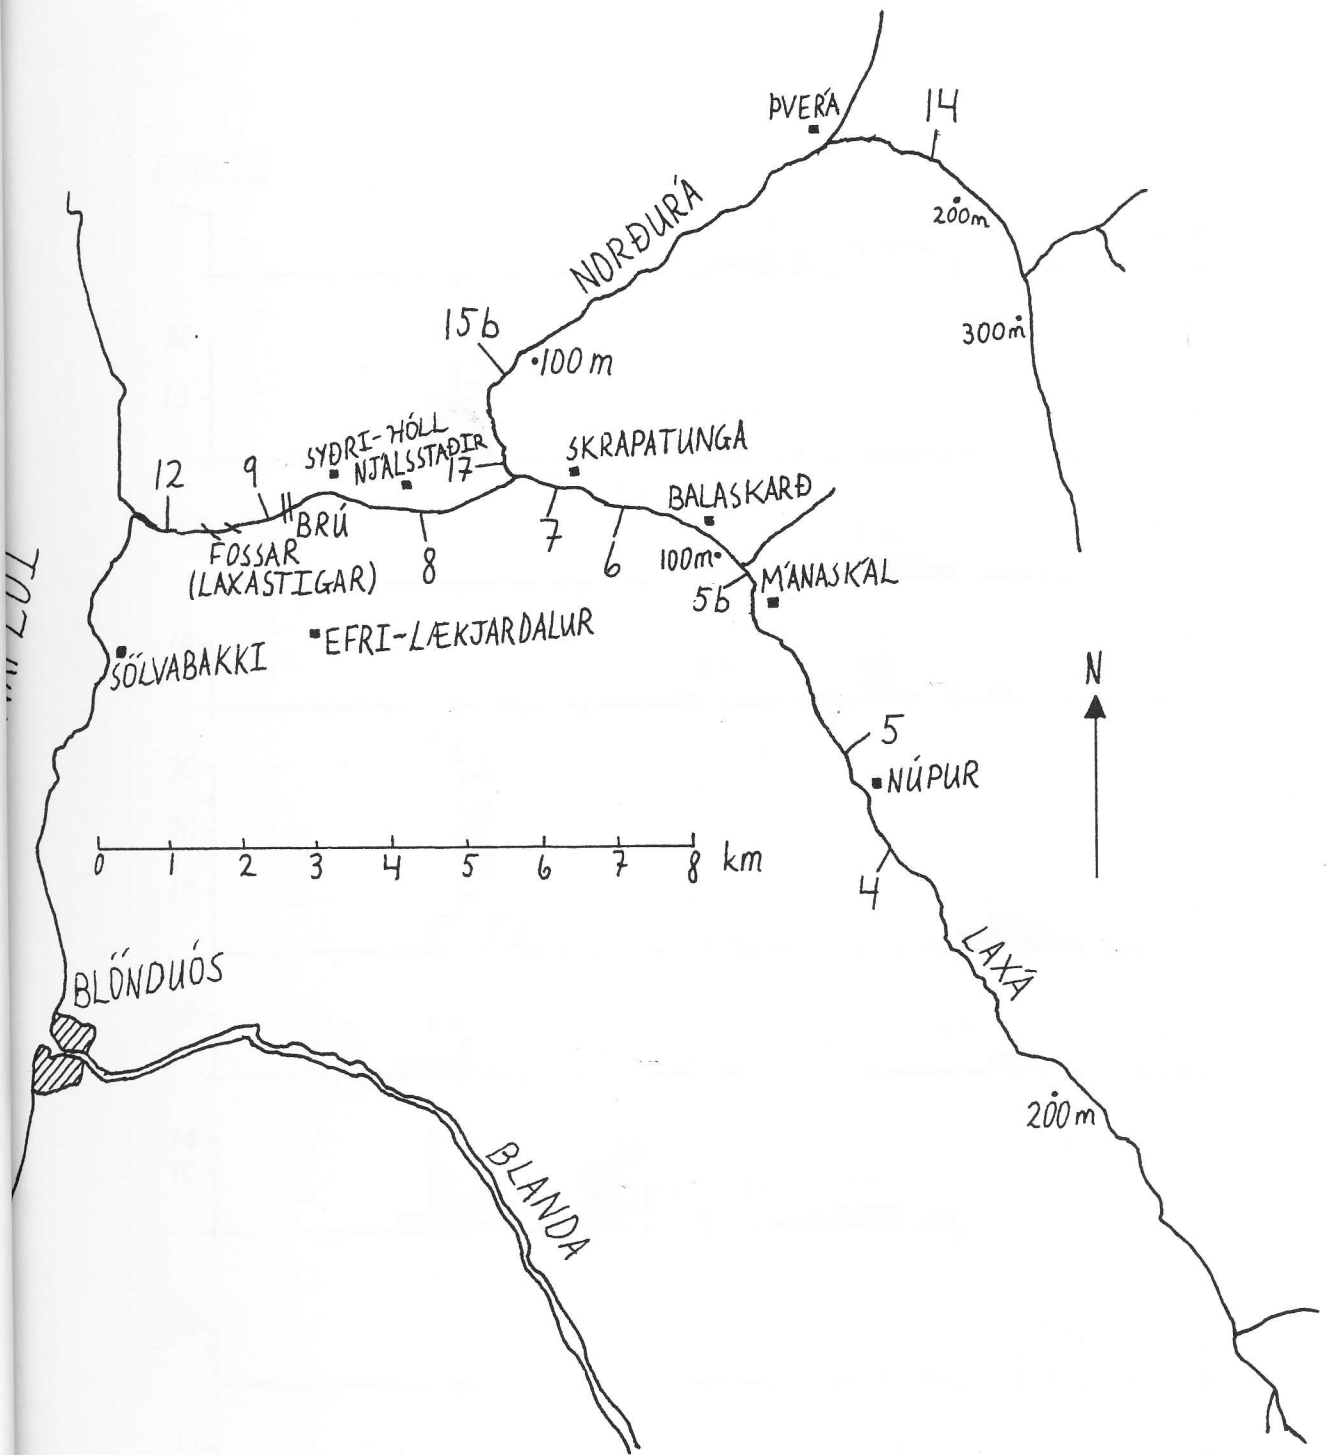 ÞVERÁ
14
NORÐURÁ
200m
300m
15b
100m
SYÐRI-HÓLL
NJÁLSSTAÐIR
SKRAPATUNGA
12
9
17
BALASKARÐ
BRÚ
7
FOSSAR
(LAXASTIGAR)
8
6
100m
5b
MÁNASKÁL
EFRI-LÆKJARDALUR
SÖLVABAKKI
N
5
NÚPUR
0 1 2 3 4 5 6 7 8 km
4
LAXÁ
BLÖNDUÓS
200m
BLANDA